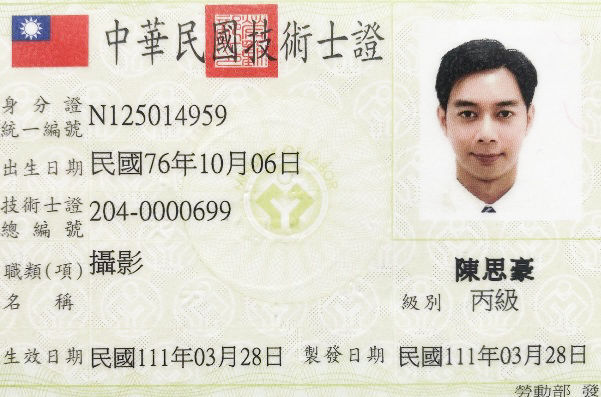 中華民國技術士證
身分證
統一編號 N125014959
出生日期 民國76年10月06日
技術士證
總編號 204-0000699
職類(項) 攝影
名稱
陳思豪
級別 丙級
生效日期 民國111年03月28日 製發日期 民國111年03月28日
勞動部 發